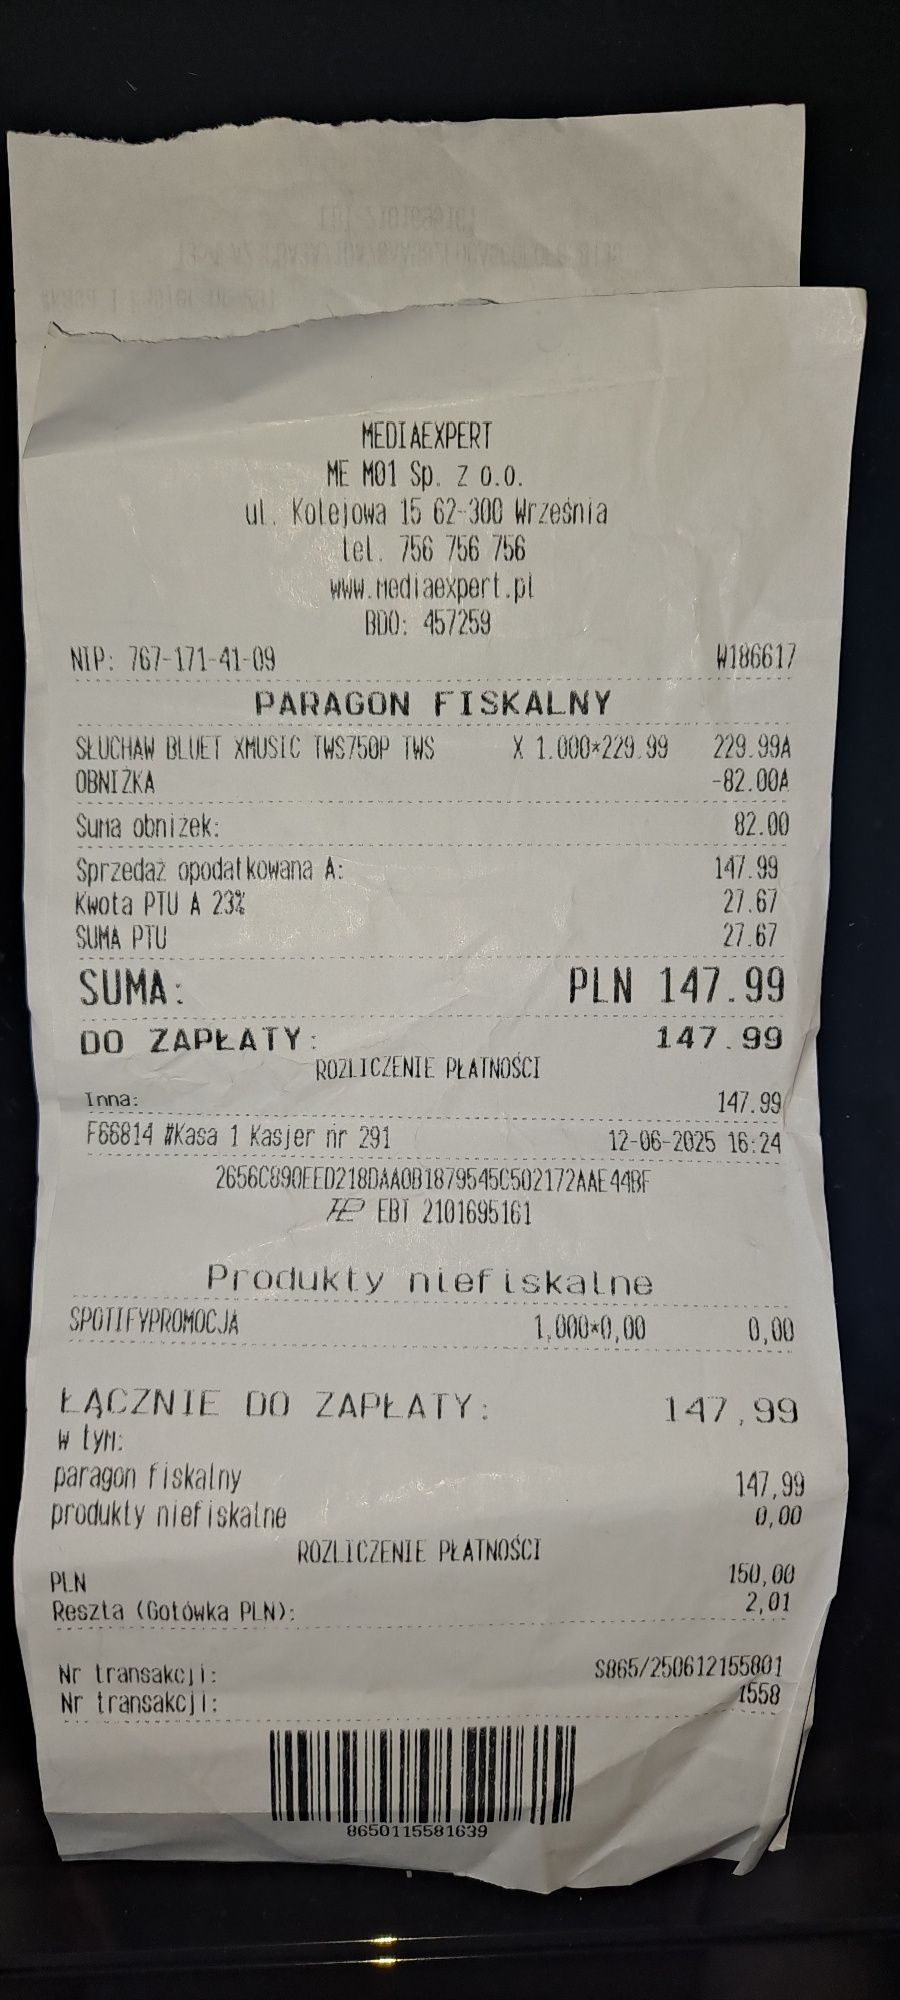 MEDIAEXPERT
ME M01 Sp. z o.o.
ul. Kolejowa 15 62-300 Września
tel. 756 756 756
www.mediaexpert.pl
BDO: 457259
NIP: 767-171-41-09 W186617
PARAGON FISKALNY
SŁUCHAW BLUET XMUSIC TWS750P TWS X 1.000*229.99 229.99A
OBNIŻKA -82.00A
Suma obniżek: 82.00
Sprzedaż opodatkowana A: 147.99
Kwota PTU A 23% 27.67
SUMA PTU 27.67
SUMA: PLN 147.99
DO ZAPŁATY: 147.99
ROZLICZENIE PŁATNOŚCI
Inna: 147.99
F66814 #Kasa 1 Kasjer nr 291 12-06-2025 16:24
2656C890EED218DAA0B1879545C502172AAE44BF
EBT 2101695161
Produkty niefiskalne
SPOTIFYPROMOCJA 1,000*0,00 0,00
ŁĄCZNIE DO ZAPŁATY: 147,99
w tym:
paragon fiskalny 147,99
produkty niefiskalne 0,00
ROZLICZENIE PŁATNOŚCI
PLN 150,00
Reszta (Gotówka PLN): 2,01
Nr transakcji: S865/250612155801
Nr transakcji: 1558
8650115581639